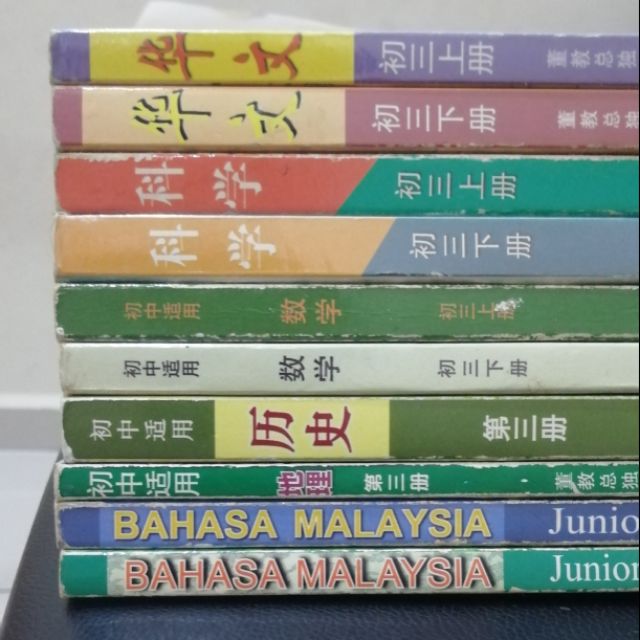 华文 初三上册 董教总独
华文 初三下册 董教总独
科学 初三上册
科学 初三下册
初中适用 数学 初三上册
初中适用 数学 初三下册
初中适用 历史 第三册
初中适用 地理 第三册 董教总独
BAHASA MALAYSIA Junio
BAHASA MALAYSIA Junior